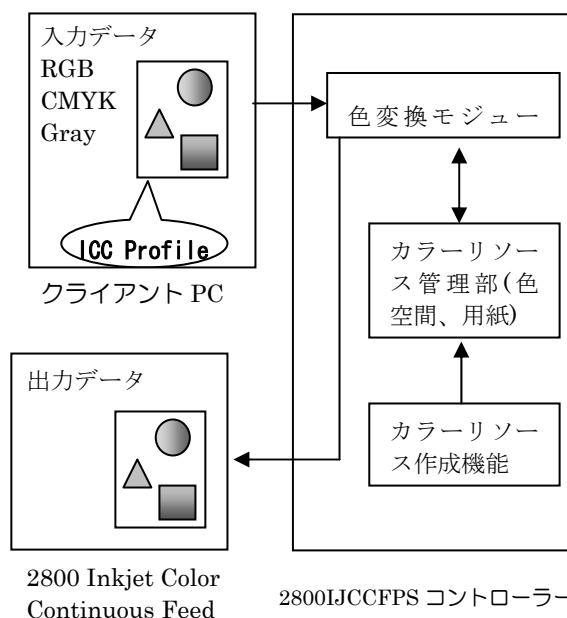 入力データ
RGB
CMYK
Gray
ICC Profile
クライアント PC
色変換モジュー
カラーリソー
ス管理部(色
空間、用紙)
カラーリソー
ス作成機能
出力データ
2800 Inkjet Color
Continuous Feed
2800IJCCFPS コントローラー